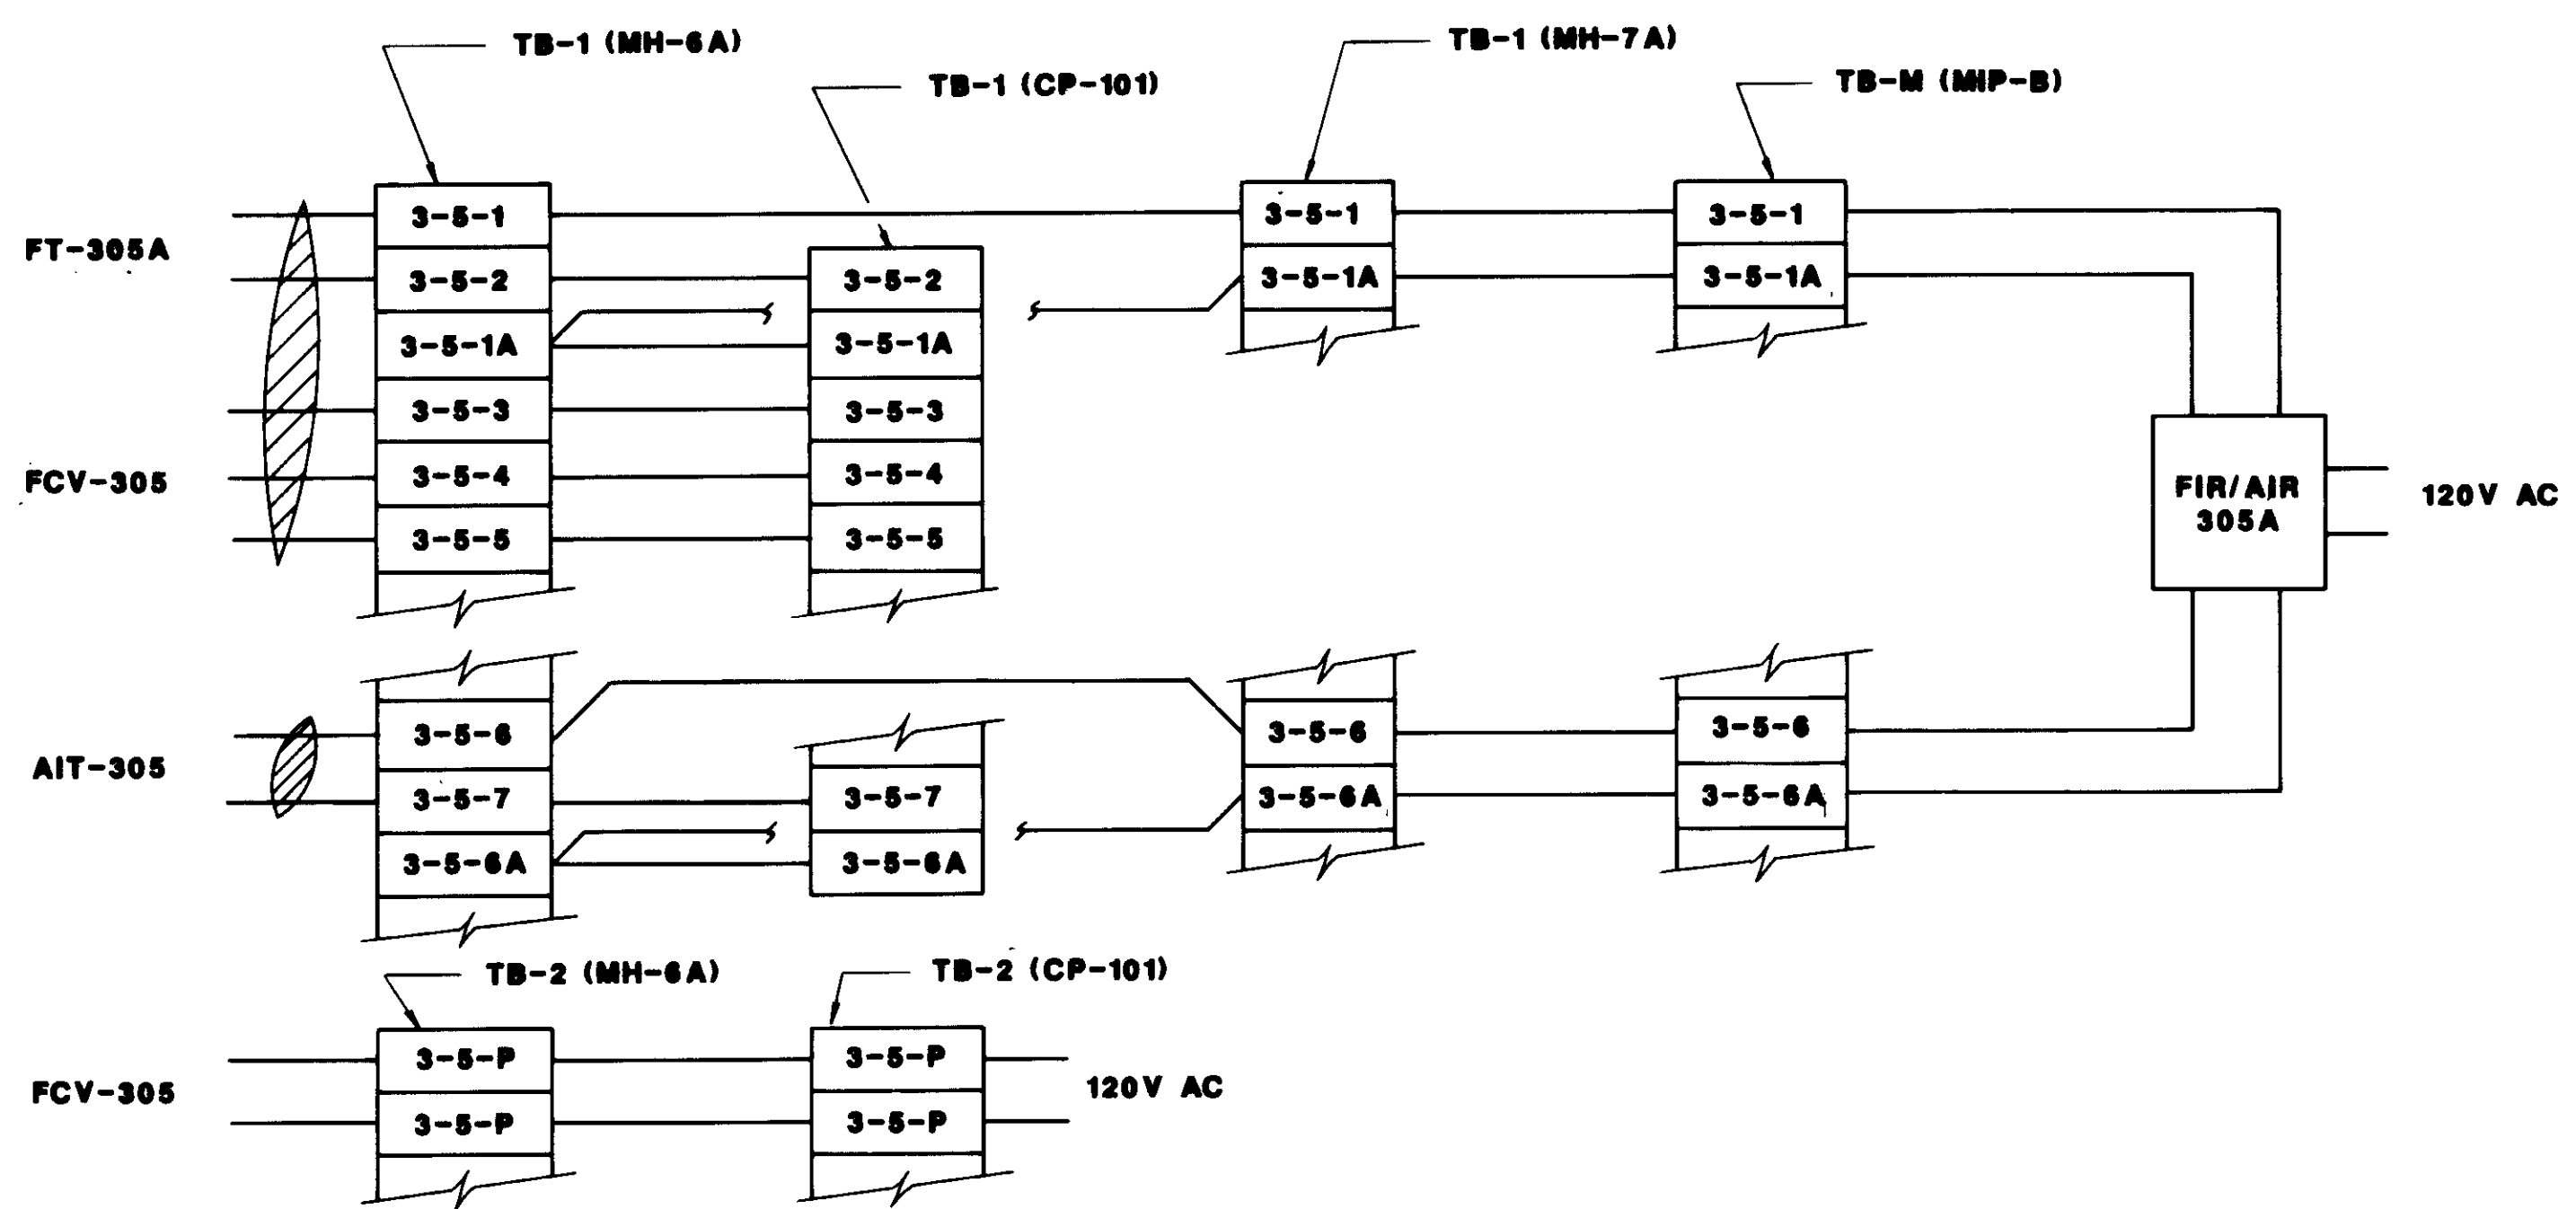 TB-1 (MH-6A)
TB-1 (CP-101)
TB-1 (MH-7A)
TB-M (MIP-B)
FT-305A
3-5-1
3-5-2
3-5-1A
3-5-3
3-5-4
3-5-5
FCV-305
3-5-2
3-5-1A
3-5-3
3-5-4
3-5-5
3-5-1
3-5-1A
3-5-1
3-5-1A
FIR/AIR
305A
120V AC
AIT-305
3-5-6
3-5-7
3-5-6A
3-5-7
3-5-6A
3-5-6
3-5-6A
3-5-6
3-5-6A
TB-2 (MH-6A)
TB-2 (CP-101)
FCV-305
3-5-P
3-5-P
3-5-P
3-5-P
120V AC